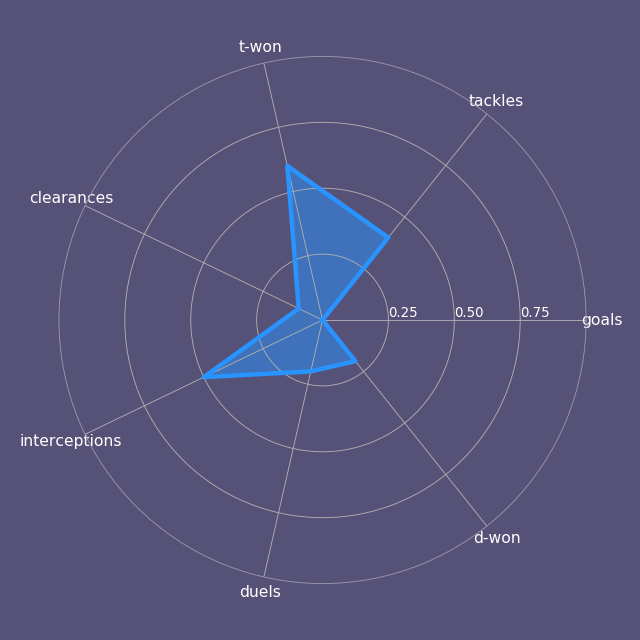 t-won
tackles
clearances
0.25 0.50 0.75 goals
interceptions
d-won
duels